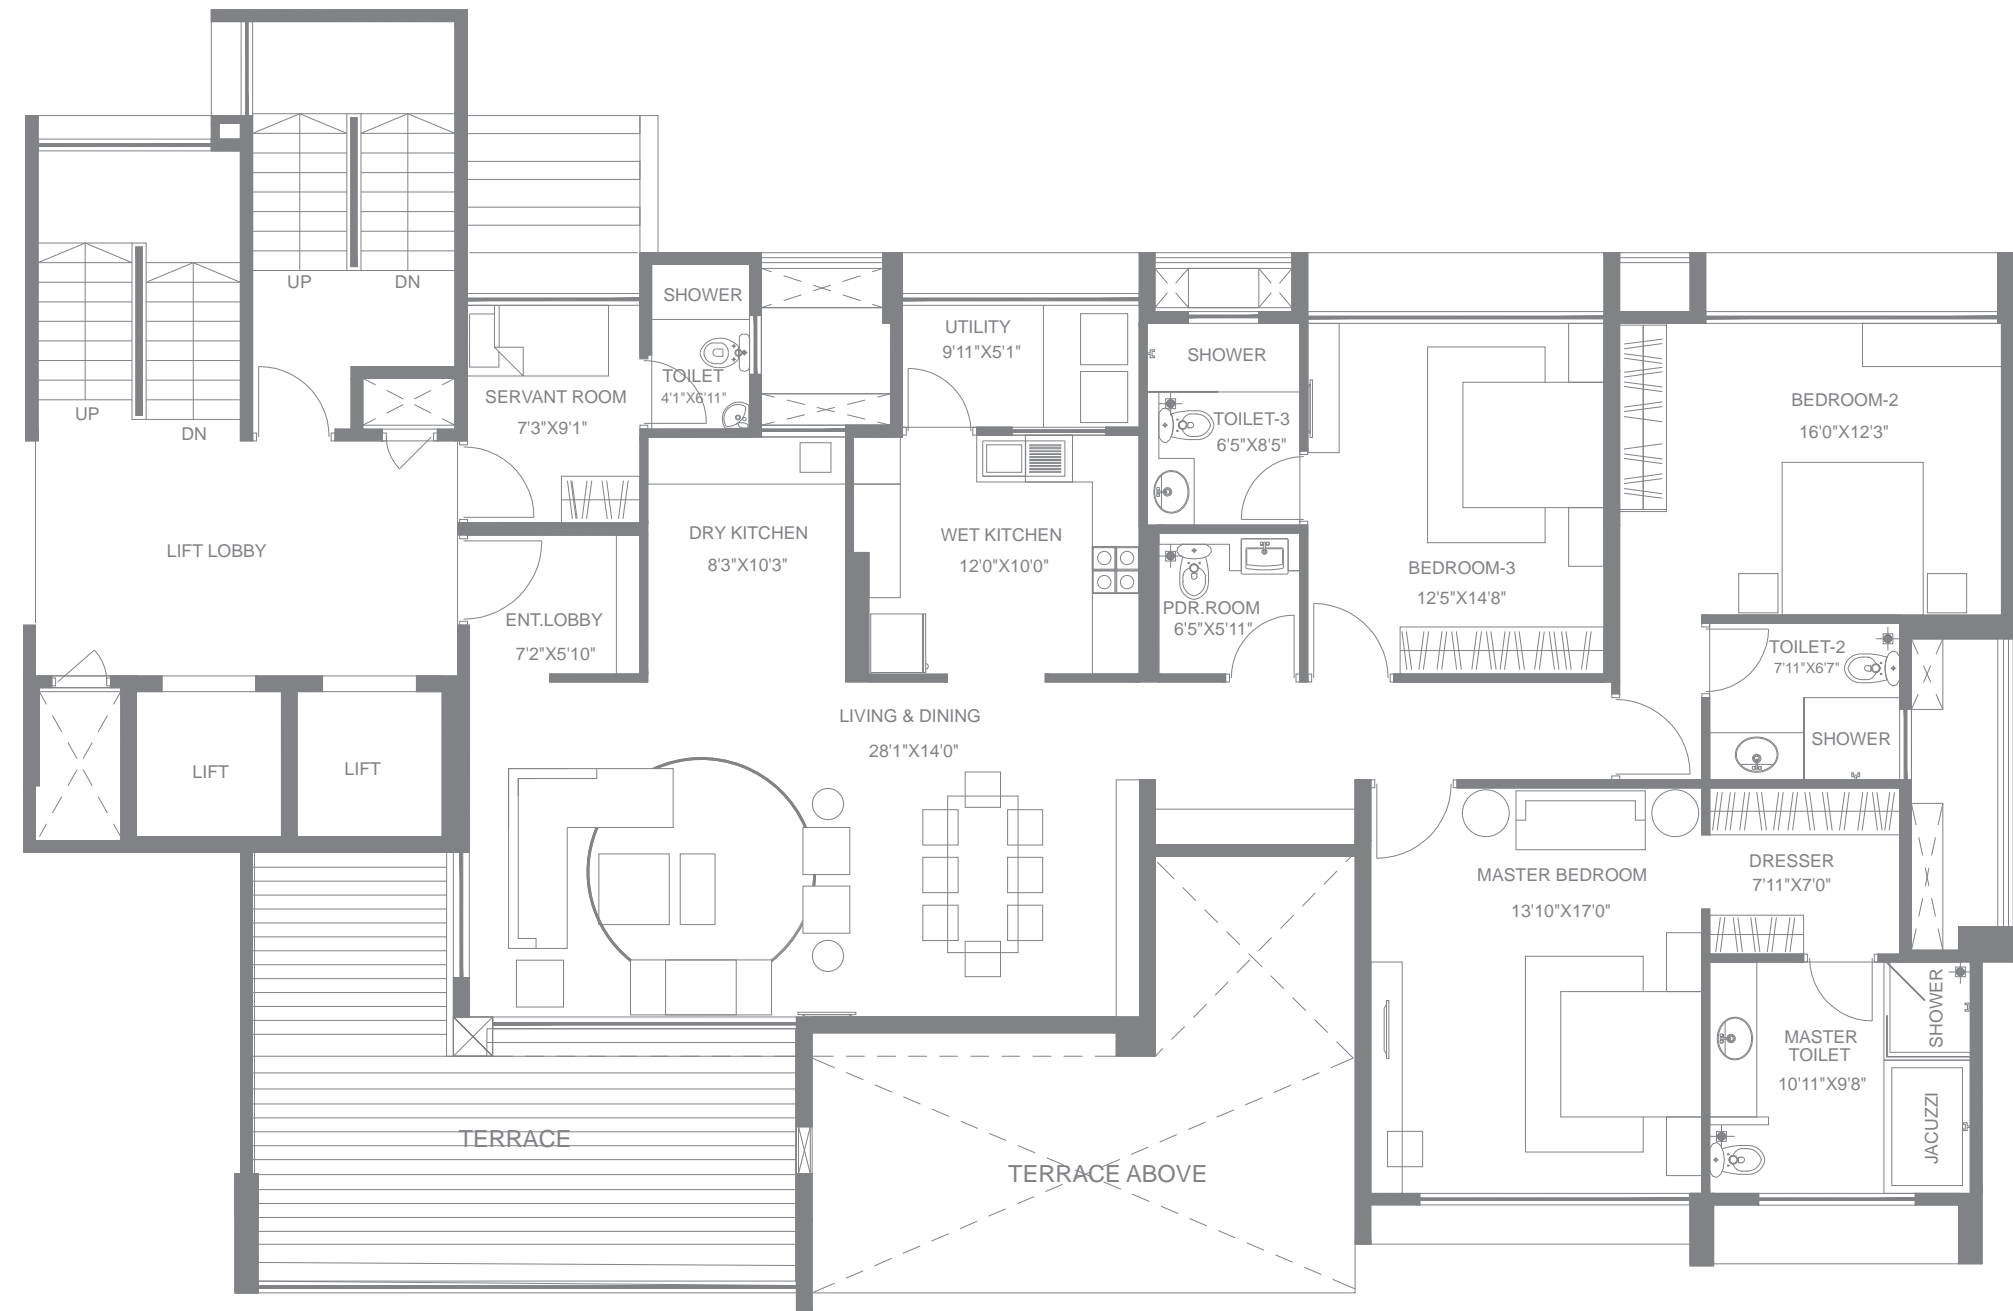 UP
DN
UP
DN
SHOWER
TOILET
4'1"X6'11"
SERVANT ROOM
7'3"X9'1"
UTILITY
9'11"X5'1"
SHOWER
TOILET-3
6'5"X8'5"
BEDROOM-2
16'0"X12'3"
LIFT LOBBY
DRY KITCHEN
8'3"X10'3"
WET KITCHEN
12'0"X10'0"
BEDROOM-3
12'5"X14'8"
ENT.LOBBY
7'2"X5'10"
PDR.ROOM
6'5"X5'11"
TOILET-2
7'11"X6'7"
SHOWER
LIVING & DINING
28'1"X14'0"
LIFT
LIFT
MASTER BEDROOM
13'10"X17'0"
DRESSER
7'11"X7'0"
SHOWER
MASTER
TOILET
10'11"X9'8"
JACUZZI
TERRACE
TERRACE ABOVE